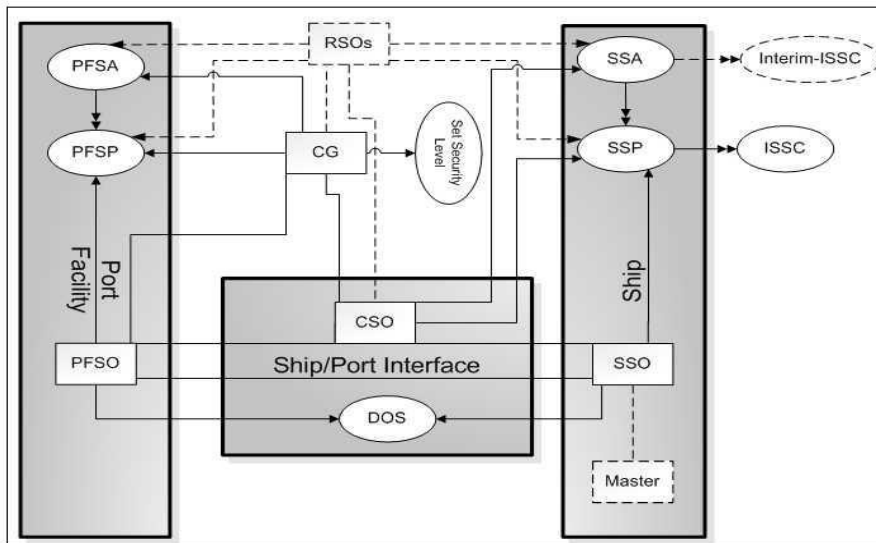 RSOs
PFSA
SSA
Interim-ISSC
PFSP
CG
Set Security
Level
SSP
ISSC
Port
Facility
Ship
CSO
PFSO
Ship/Port Interface
SSO
DOS
Master